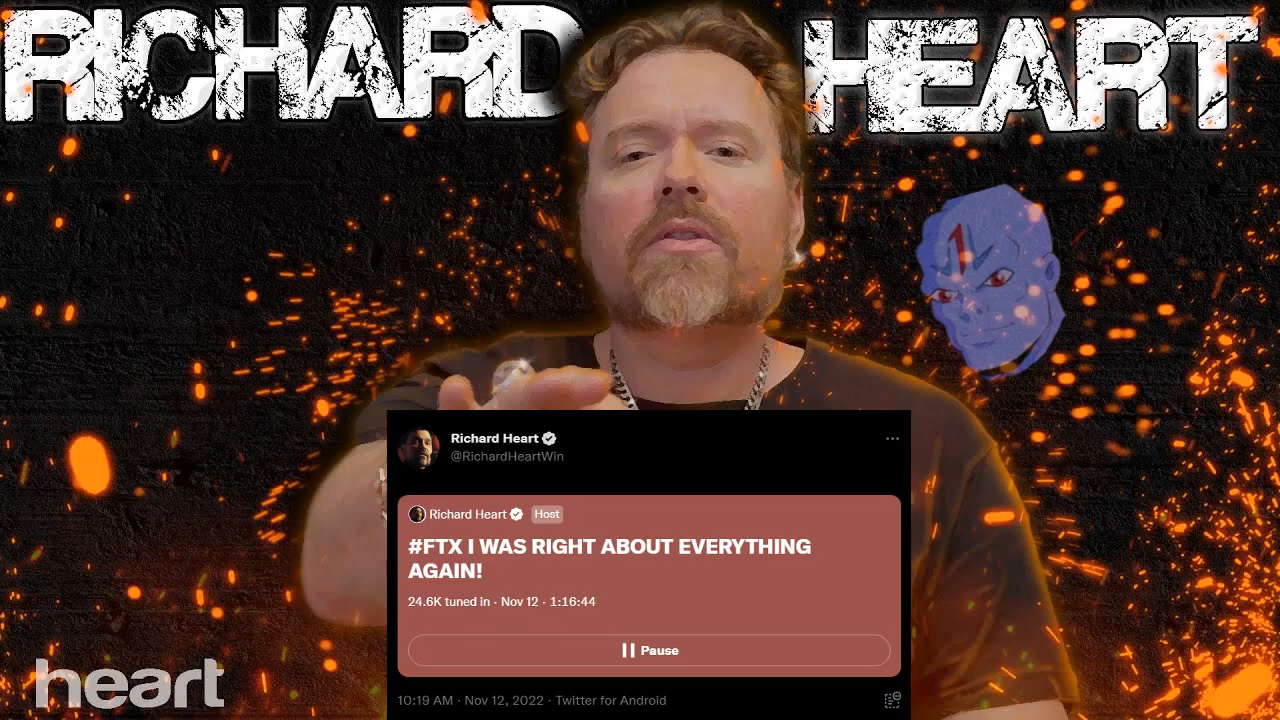 RICHARD HEART
Richard Heart
@RichardHeartWin
Richard Heart Host
#FTX I WAS RIGHT ABOUT EVERYTHING
AGAIN!
24.6K tuned in · Nov 12 · 1:16:44
Pause
10:19 AM · Nov 12, 2022 · Twitter for Android
heart